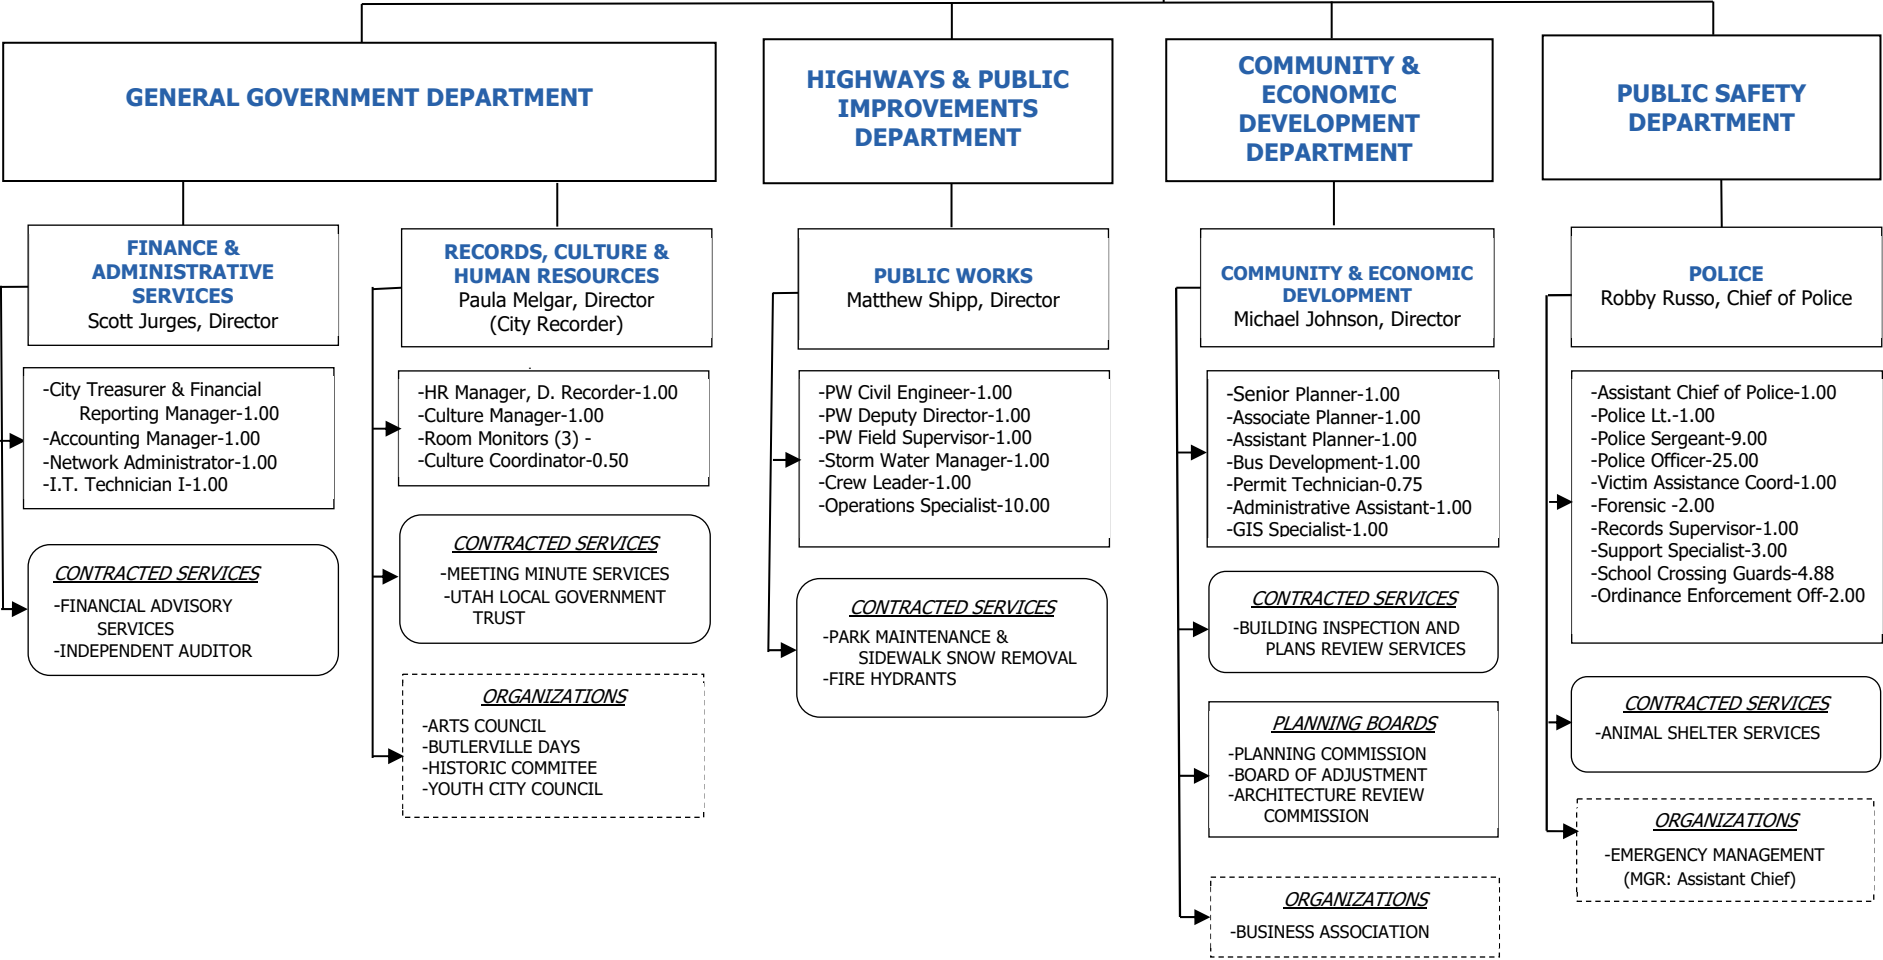 GENERAL GOVERNMENT DEPARTMENT
HIGHWAYS & PUBLIC
IMPROVEMENTS
DEPARTMENT
COMMUNITY &
ECONOMIC
DEVELOPMENT
DEPARTMENT
PUBLIC SAFETY
DEPARTMENT
FINANCE &
ADMINISTRATIVE
SERVICES
Scott Jurges, Director
-City Treasurer & Financial
Reporting Manager-1.00
-Accounting Manager-1.00
-Network Administrator-1.00
-I.T. Technician I-1.00
CONTRACTED SERVICES
-FINANCIAL ADVISORY
SERVICES
-INDEPENDENT AUDITOR
RECORDS, CULTURE &
HUMAN RESOURCES
Paula Melgar, Director
(City Recorder)
-HR Manager, D. Recorder-1.00
-Culture Manager-1.00
-Room Monitors (3) -
-Culture Coordinator-0.50
CONTRACTED SERVICES
-MEETING MINUTE SERVICES
-UTAH LOCAL GOVERNMENT
TRUST
ORGANIZATIONS
-ARTS COUNCIL
-BUTLERVILLE DAYS
-HISTORIC COMMITEE
-YOUTH CITY COUNCIL
PUBLIC WORKS
Matthew Shipp, Director
-PW Civil Engineer-1.00
-PW Deputy Director-1.00
-PW Field Supervisor-1.00
-Storm Water Manager-1.00
-Crew Leader-1.00
-Operations Specialist-10.00
CONTRACTED SERVICES
-PARK MAINTENANCE &
SIDEWALK SNOW REMOVAL
-FIRE HYDRANTS
COMMUNITY & ECONOMIC
DEVLOPMENT
Michael Johnson, Director
-Senior Planner-1.00
-Associate Planner-1.00
-Assistant Planner-1.00
-Bus Development-1.00
-Permit Technician-0.75
-Administrative Assistant-1.00
-GIS Specialist-1.00
CONTRACTED SERVICES
-BUILDING INSPECTION AND
PLANS REVIEW SERVICES
PLANNING BOARDS
-PLANNING COMMISSION
-BOARD OF ADJUSTMENT
-ARCHITECTURE REVIEW
COMMISSION
ORGANIZATIONS
-BUSINESS ASSOCIATION
POLICE
Robby Russo, Chief of Police
-Assistant Chief of Police-1.00
-Police Lt.-1.00
-Police Sergeant-9.00
-Police Officer-25.00
-Victim Assistance Coord-1.00
-Forensic -2.00
-Records Supervisor-1.00
-Support Specialist-3.00
-School Crossing Guards-4.88
-Ordinance Enforcement Off-2.00
CONTRACTED SERVICES
-ANIMAL SHELTER SERVICES
ORGANIZATIONS
-EMERGENCY MANAGEMENT
(MGR: Assistant Chief)